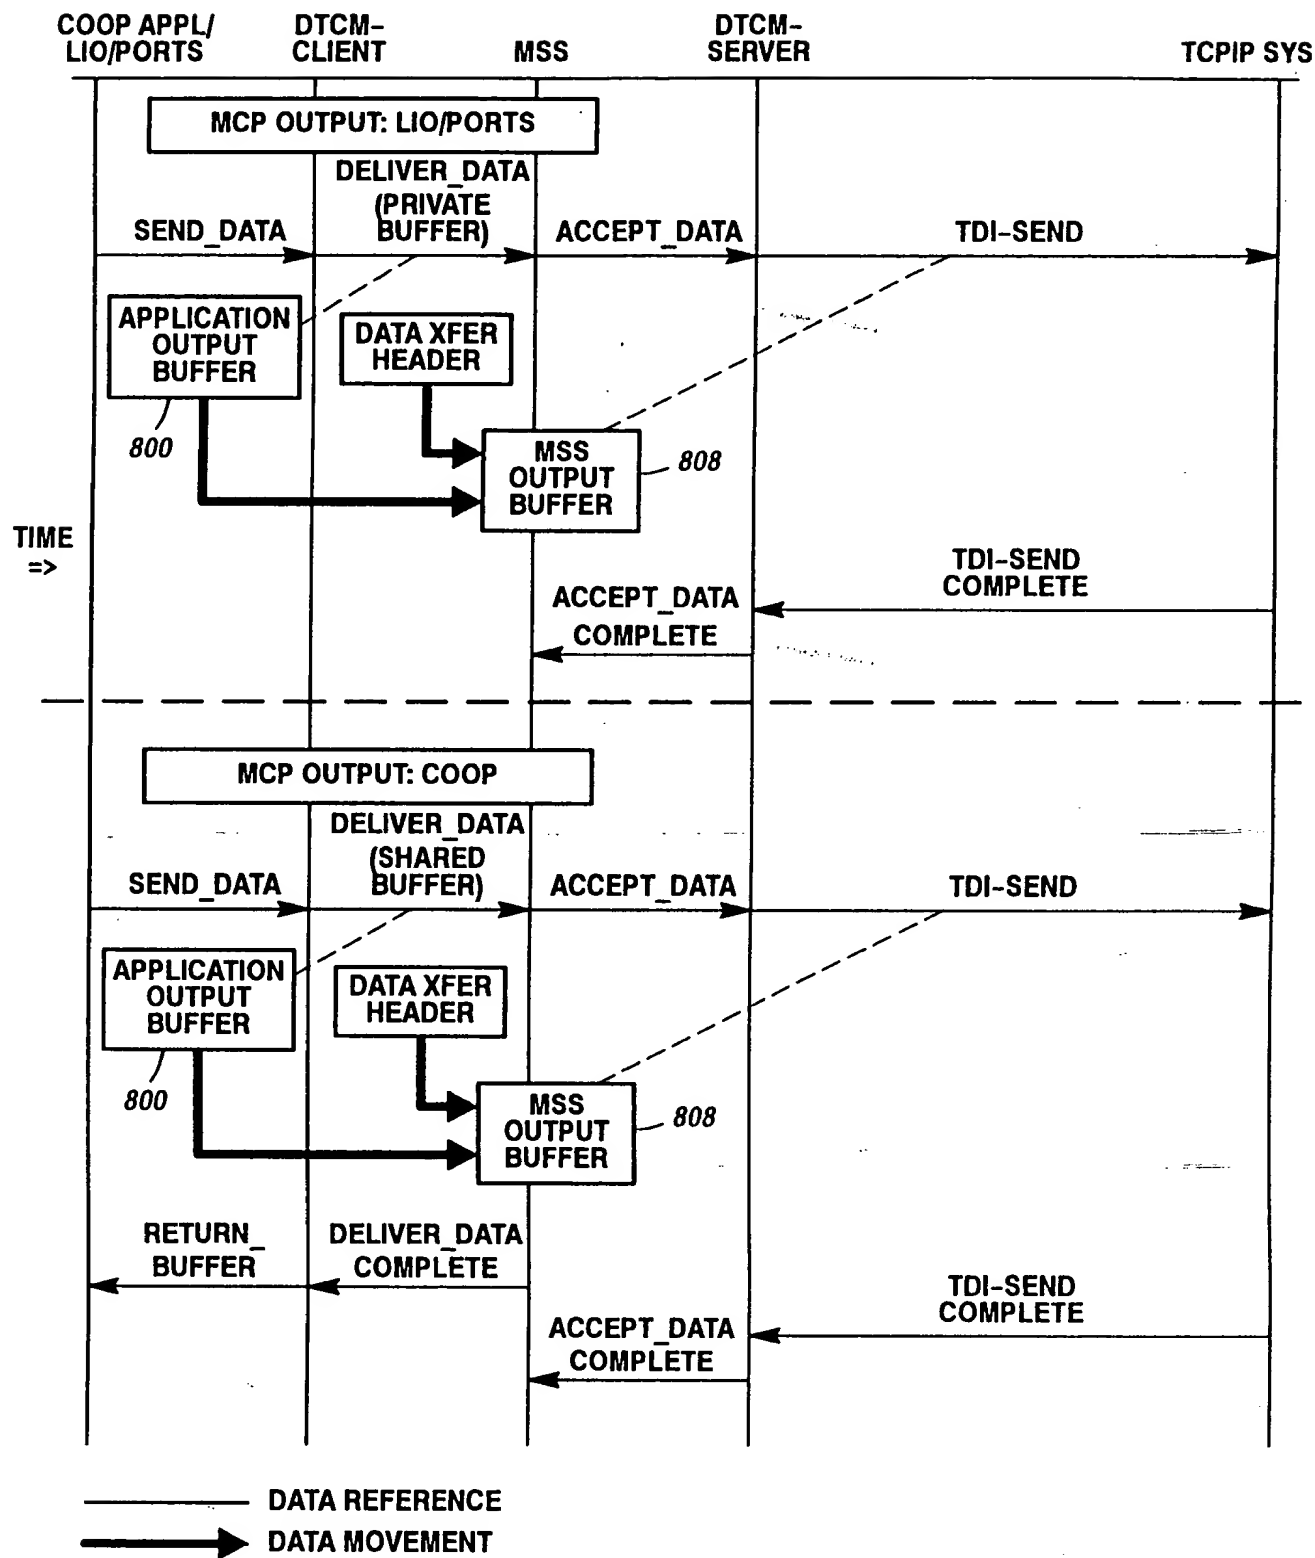 COOP APPL/
LIO/PORTS
DTCM-
CLIENT
MSS
DTCM-
SERVER
TCPIP SYS
MCP OUTPUT: LIO/PORTS
SEND_DATA
DELIVER_DATA
(PRIVATE
BUFFER)
ACCEPT_DATA
TDI-SEND
APPLICATION
OUTPUT
BUFFER
800
DATA XFER
HEADER
MSS
OUTPUT
BUFFER
808
TIME
=>
TDI-SEND
COMPLETE
ACCEPT_DATA
COMPLETE
MCP OUTPUT: COOP
SEND_DATA
DELIVER_DATA
(SHARED
BUFFER)
ACCEPT_DATA
TDI-SEND
APPLICATION
OUTPUT
BUFFER
800
DATA XFER
HEADER
MSS
OUTPUT
BUFFER
808
RETURN_
BUFFER
DELIVER_DATA
COMPLETE
TDI-SEND
COMPLETE
ACCEPT_DATA
COMPLETE
DATA REFERENCE
DATA MOVEMENT